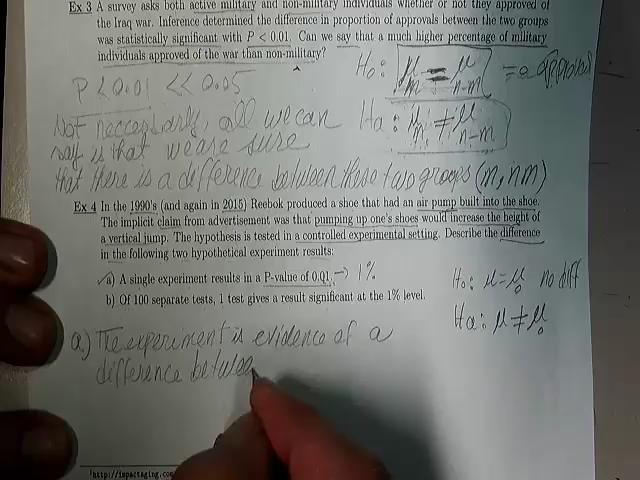 Ex 3 A survey asks both active military and non-military individuals whether or not they approved of
the Iraq war. Inference determined the difference in proportion of approvals between the two groups
was statistically significant with P < 0.01. Can we say that a much higher percentage of military
individuals approved of the war than non-military?
Ho: μm = μn-m = approved
P < 0.01 << 0.05
Ha: μm ≠ μn-m
Not neccesarly, all we can
say is that we are sure
that there is a difference between these two groups (m, nm)
Ex 4 In the 1990's (and again in 2015) Reebok produced a shoe that had an air pump built into the shoe.
The implicit claim from advertisement was that pumping up one's shoes would increase the height of
a vertical jump. The hypothesis is tested in a controlled experimental setting. Describe the difference
in the following two hypothetical experiment results:
a) A single experiment results in a P-value of 0.01. → 1%
Ho: μ = μo no diff
b) Of 100 separate tests, 1 test gives a result significant at the 1% level.
Ha: μ ≠ μo
a.) The experiment is evidence of a
difference between